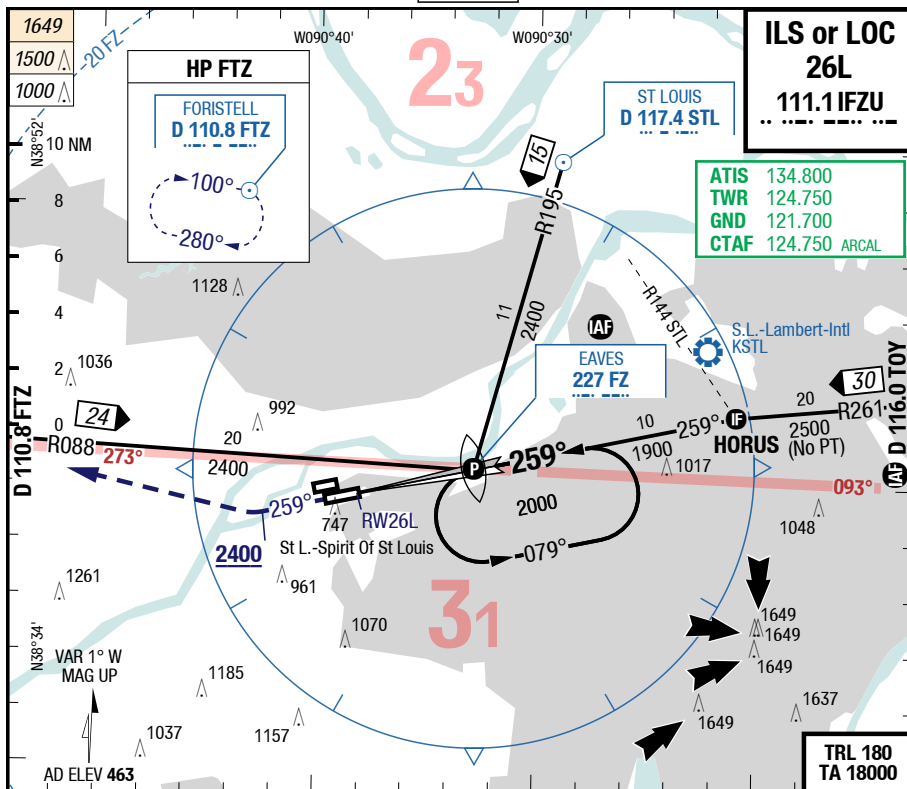 1649
1500
1000
20 FZ
HP FTZ
FORISTELL
D 110.8 FTZ
100°
280°
W090°40'
W090°30'
23
ST LOUIS
D 117.4 STL
ILS or LOC
26L
111.1 IFZU
ATIS 134.800
TWR 124.750
GND 121.700
CTAF 124.750 ARCAL
N38°52'
10 NM
8
6
4
2
0
15
R195
11
2400
1128
1036
992
IAF
EAVES
227 FZ
R144 STL
S.L.-Lambert-Intl
KSTL
30
20
R261
2500
(No PT)
D 116.0 TOY
IAF
IF
HORUS
10
259°
1900
1017
259°
P
D 110.8 FTZ
24
R088
273°
20
2400
093°
1048
2000
079°
259°
2400
747
RW26L
St L.-Spirit Of St Louis
961
1261
1070
31
1649
1649
1649
1649
1637
N38°34'
VAR 1° W
MAG UP
1185
1157
1037
AD ELEV 463
TRL 180
TA 18000